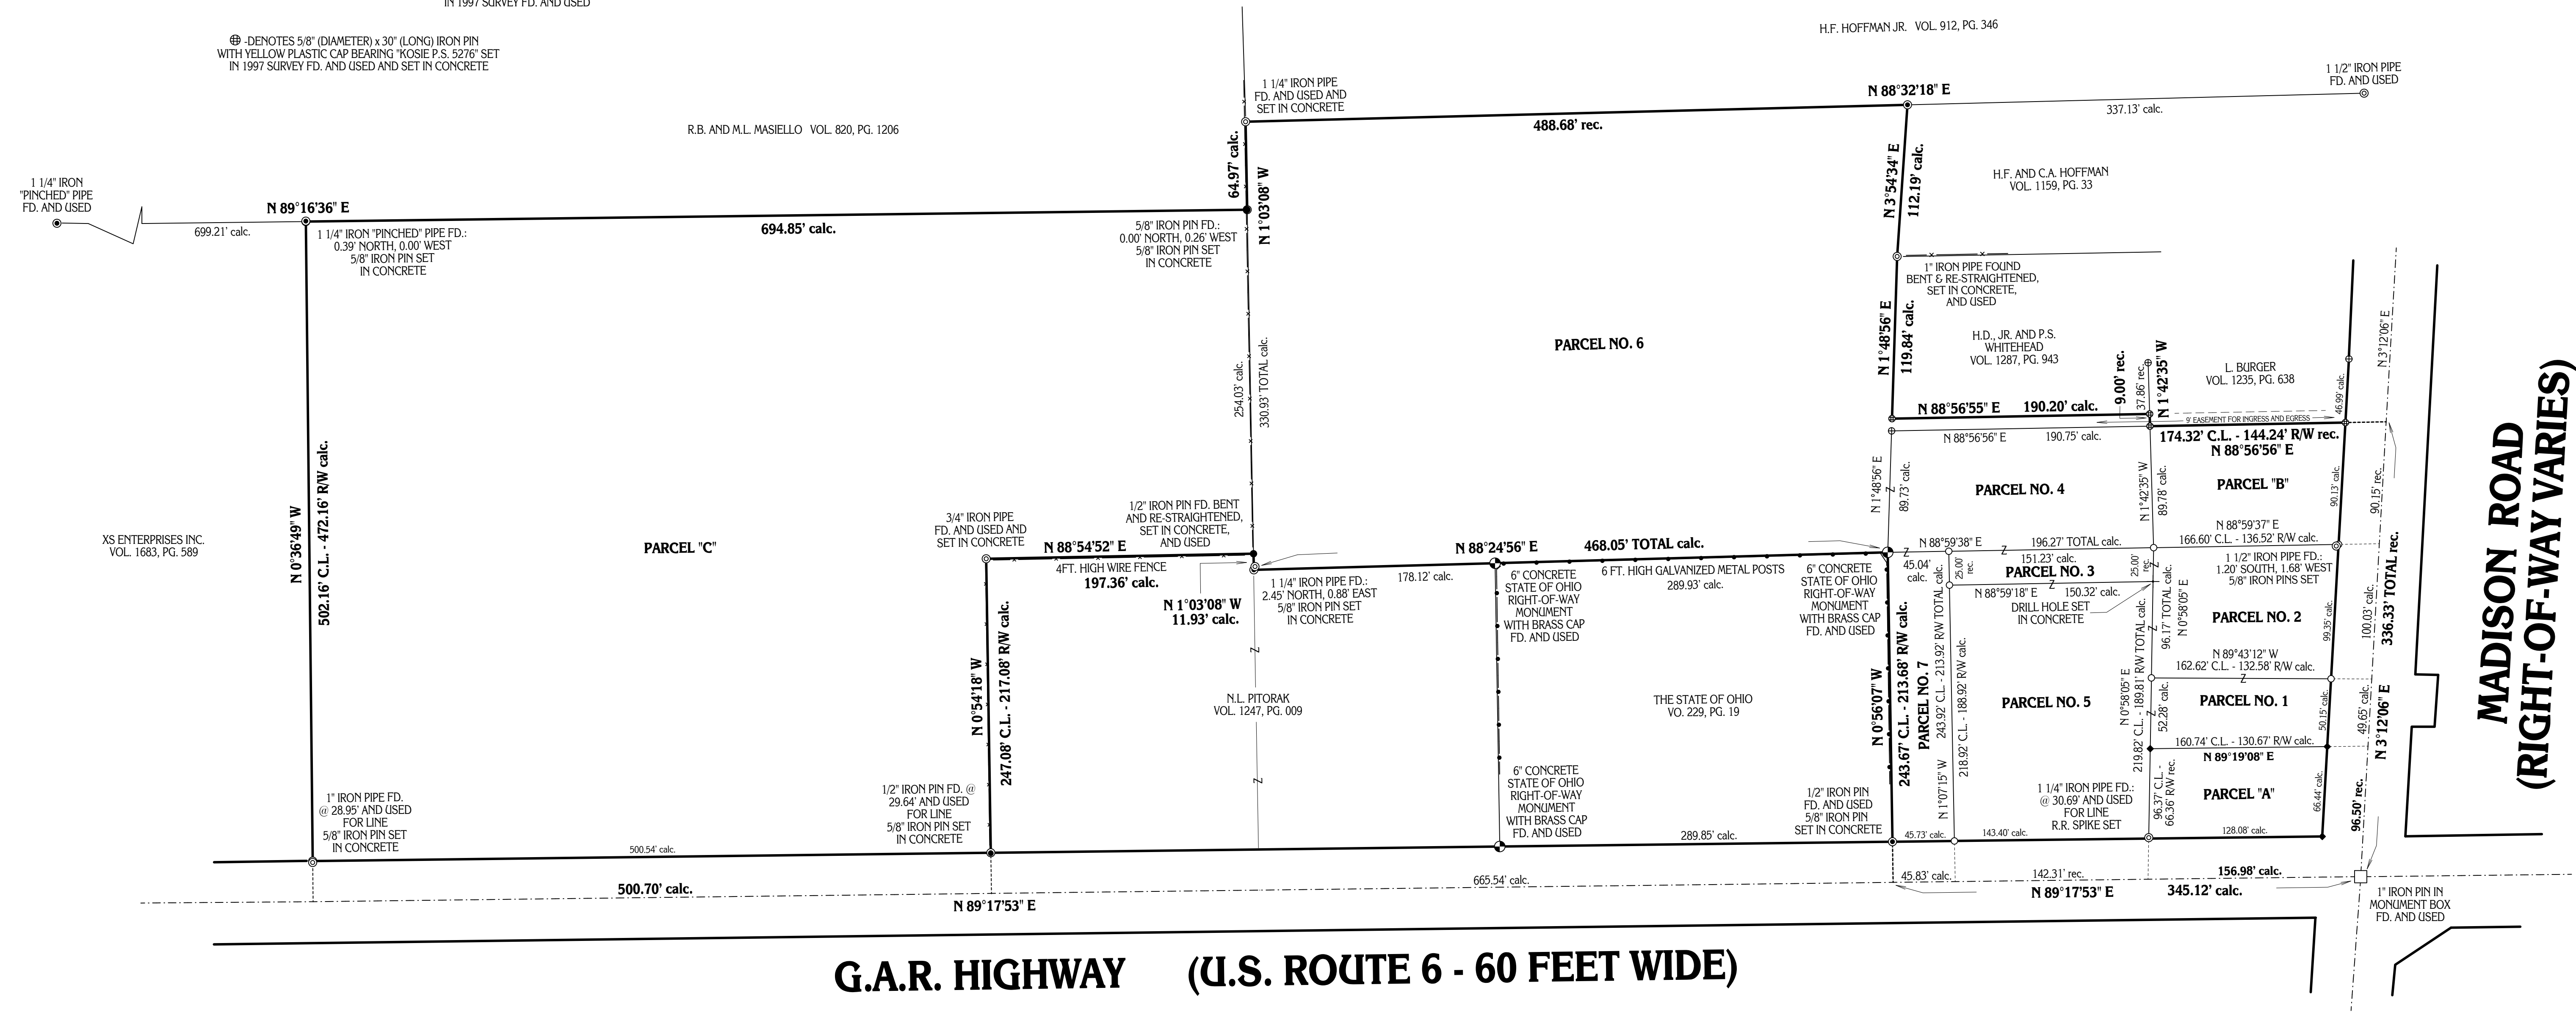 IN 1997 SURVEY FD. AND USED
-DENOTES 5/8" (DIAMETER) x 30" (LONG) IRON PIN
WITH YELLOW PLASTIC CAP BEARING "KOSIE P.S. 5276" SET
IN 1997 SURVEY FD. AND USED AND SET IN CONCRETE
H.F. HOFFMAN JR. VOL. 912, PG. 346
1 1/4" IRON PIPE
FD. AND USED AND
SET IN CONCRETE
N 88°32'18" E
1 1/2" IRON PIPE
FD. AND USED
488.68' rec.
337.13' calc.
R.B. AND M.L. MASIELLO VOL. 820, PG. 1206
64.97' calc.
N 1°03'08" W
N 3°54'34" E
112.19' calc.
H.F. AND C.A. HOFFMAN
VOL. 1159, PG. 33
1 1/4" IRON
"PINCHED" PIPE
FD. AND USED
699.21' calc.
N 89°16'36" E
694.85' calc.
1 1/4" IRON "PINCHED" PIPE FD.:
0.39' NORTH, 0.00' WEST
5/8" IRON PIN SET
IN CONCRETE
5/8" IRON PIN FD.:
0.00' NORTH, 0.26' WEST
5/8" IRON PIN SET
IN CONCRETE
1" IRON PIPE FOUND
BENT & RE-STRAIGHTENED,
SET IN CONCRETE,
AND USED
254.03' calc.
330.93' TOTAL calc.
PARCEL NO. 6
N 1°48'56" E
119.84' calc.
H.D., JR. AND P.S.
WHITEHEAD
VOL. 1287, PG. 943
9.00' rec.
37.86' rec.
N 1°42'35" W
L. BURGER
VOL. 1235, PG. 638
46.99' calc.
N 3°12'06" E
N 88°56'55" E 190.20' calc.
9' EASEMENT FOR INGRESS AND EGRESS
N 88°56'56" E 190.75' calc.
174.32' C.L. - 144.24' R/W rec.
N 88°56'56" E
MADISON ROAD
(RIGHT-OF-WAY VARIES)
N 0°36'49" W
502.16' C.L. - 472.16' R/W calc.
XS ENTERPRISES INC.
VOL. 1683, PG. 589
PARCEL "C"
3/4" IRON PIPE
FD. AND USED AND
SET IN CONCRETE
1/2" IRON PIN FD. BENT
AND RE-STRAIGHTENED,
SET IN CONCRETE,
AND USED
N 88°54'52" E
4FT. HIGH WIRE FENCE
197.36' calc.
N 1°03'08" W
11.93' calc.
1 1/4" IRON PIPE FD.:
2.45' NORTH, 0.88' EAST
5/8" IRON PIN SET
IN CONCRETE
178.12' calc.
N 88°24'56" E
468.05' TOTAL calc.
6" CONCRETE
STATE OF OHIO
RIGHT-OF-WAY
MONUMENT
WITH BRASS CAP
FD. AND USED
6 FT. HIGH GALVANIZED METAL POSTS
289.93' calc.
6" CONCRETE
STATE OF OHIO
RIGHT-OF-WAY
MONUMENT
WITH BRASS CAP
FD. AND USED
N 1°48'56" E
Z
89.73' calc.
PARCEL NO. 4
N 1°42'35" W
89.78' calc.
PARCEL "B"
90.13' calc.
90.15' rec.
336.33' TOTAL rec.
Z
N 88°59'38" E
Z
196.27' TOTAL calc.
N 88°59'37" E
166.60' C.L. - 136.52' R/W calc.
45.04'
calc.
25.00'
rec.
151.23' calc.
PARCEL NO. 3
25.00'
rec.
Z
Z
N 88°59'18" E 150.32' calc.
DRILL HOLE SET
IN CONCRETE
1 1/2" IRON PIPE FD.:
1.20' SOUTH, 1.68' WEST
5/8" IRON PINS SET
96.17' TOTAL calc.
N 0°58'05" E
Z
PARCEL NO. 2
99.35' calc.
100.03' calc.
N 89°43'12" W
162.62' C.L. - 132.58' R/W calc.
Z
N 0°54'18" W
247.08' C.L. - 217.08' R/W calc.
Z
N.L. PITORAK
VOL. 1247, PG. 009
Z
THE STATE OF OHIO
VO. 229, PG. 19
N 0°56'07" W
243.67' C.L. - 213.68' R/W calc.
PARCEL NO. 7
243.92' C.L - 213.92' R/W TOTAL calc.
N 1°07'15" W
218.92' C.L. - 188.92' R/W calc.
PARCEL NO. 5
N 0°58'05" E
219.82' C.L. - 189.81' R/W TOTAL calc.
Z
52.28' calc.
PARCEL NO. 1
50.15' calc.
49.65' calc.
N 3°12'06" E
160.74' C.L. - 130.67' R/W calc.
N 89°19'08" E
96.37' C.L. -
66.36' R/W rec.
PARCEL "A"
66.44' calc.
96.50' rec.
1" IRON PIPE FD.
@ 28.95' AND USED
FOR LINE
5/8" IRON PIN SET
IN CONCRETE
1/2" IRON PIN FD. @
29.64' AND USED
FOR LINE
5/8" IRON PIN SET
IN CONCRETE
6" CONCRETE
STATE OF OHIO
RIGHT-OF-WAY
MONUMENT
WITH BRASS CAP
FD. AND USED
1/2" IRON PIN
FD. AND USED
5/8" IRON PIN
SET IN CONCRETE
1 1/4" IRON PIPE FD.:
@ 30.69' AND USED
FOR LINE
R.R. SPIKE SET
500.54' calc.
289.85' calc.
45.73' calc.
143.40' calc.
128.08' calc.
500.70' calc.
N 89°17'53" E
665.54' calc.
45.83' calc.
142.31' rec.
156.98' calc.
N 89°17'53" E
345.12' calc.
1" IRON PIN IN
MONUMENT BOX
FD. AND USED
G.A.R. HIGHWAY (U.S. ROUTE 6 - 60 FEET WIDE)